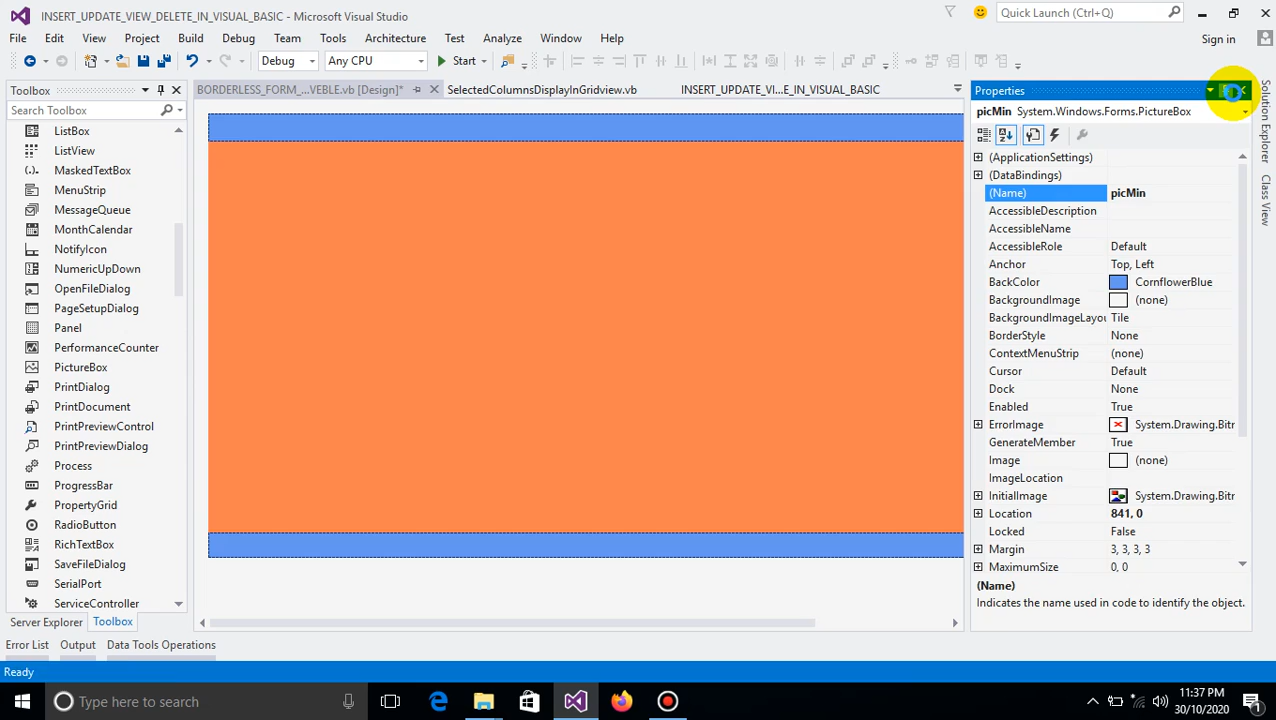 INSERT_UPDATE_VIEW_DELETE_IN_VISUAL_BASIC - Microsoft Visual Studio
Quick Launch (Ctrl+Q)
File Edit View Project Build Debug Team Tools Architecture Test Analyze Window Help
Sign in
Debug Any CPU Start
Toolbox
BORDERLESS_FORM_...VEBLE.vb [Design]* SelectedColumnsDisplayInGridview.vb INSERT_UPDATE_VI...E_IN_VISUAL_BASIC
Properties
Search Toolbox
picMin System.Windows.Forms.PictureBox
ListBox
ListView
MaskedTextBox
MenuStrip
MessageQueue
MonthCalendar
NotifyIcon
NumericUpDown
OpenFileDialog
PageSetupDialog
Panel
PerformanceCounter
PictureBox
PrintDialog
PrintDocument
PrintPreviewControl
PrintPreviewDialog
Process
ProgressBar
PropertyGrid
RadioButton
RichTextBox
SaveFileDialog
SerialPort
ServiceController
(ApplicationSettings)
(DataBindings)
(Name) picMin
AccessibleDescription
AccessibleName
AccessibleRole Default
Anchor Top, Left
BackColor CornflowerBlue
BackgroundImage (none)
BackgroundImageLayou Tile
BorderStyle None
ContextMenuStrip (none)
Cursor Default
Dock None
Enabled True
ErrorImage System.Drawing.Bitr
GenerateMember True
Image (none)
ImageLocation
InitialImage System.Drawing.Bitr
Location 841, 0
Locked False
Margin 3, 3, 3, 3
MaximumSize 0, 0
(Name)
Indicates the name used in code to identify the object.
Solution Explorer
Class View
Server Explorer Toolbox
Error List Output Data Tools Operations
Ready
Type here to search
11:37 PM
30/10/2020
1